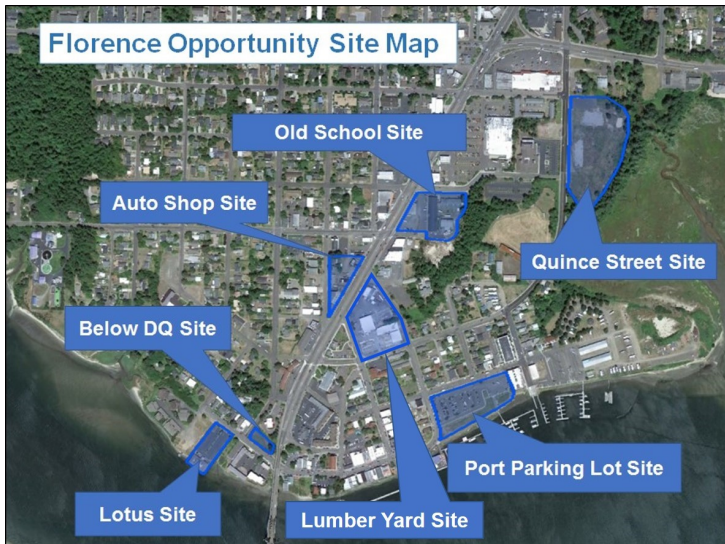 Florence Opportunity Site Map
Old School Site
Auto Shop Site
Quince Street Site
Below DQ Site
Port Parking Lot Site
Lotus Site
Lumber Yard Site